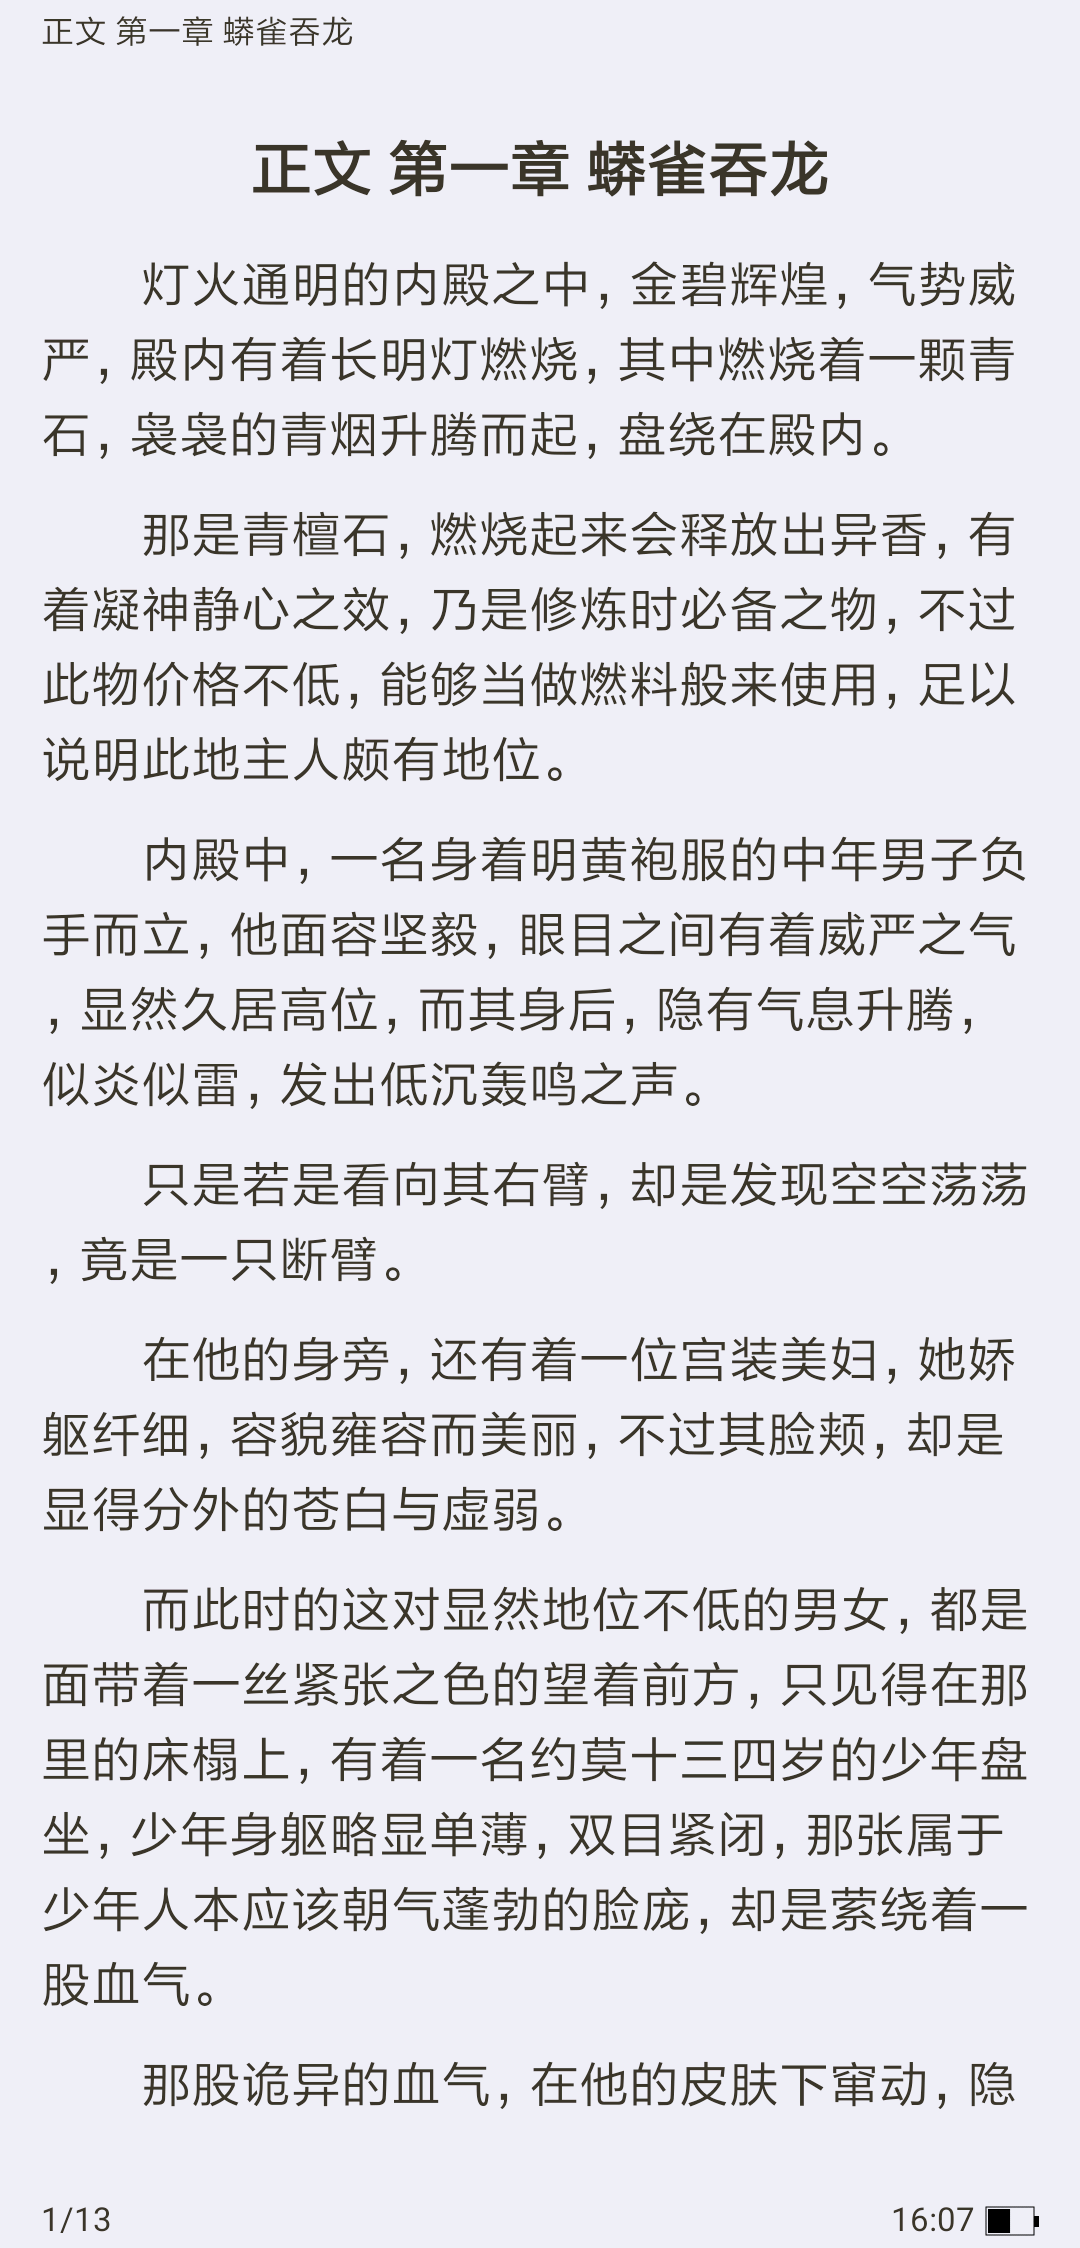 正文 第一章 蟒雀吞龙
正文 第一章 蟒雀吞龙
灯火通明的内殿之中，金碧辉煌，气势威
严，殿内有着长明灯燃烧，其中燃烧着一颗青
石，袅袅的青烟升腾而起，盘绕在殿内。
那是青檀石，燃烧起来会释放出异香，有
着凝神静心之效，乃是修炼时必备之物，不过
此物价格不低，能够当做燃料般来使用，足以
说明此地主人颇有地位。
内殿中，一名身着明黄袍服的中年男子负
手而立，他面容坚毅，眼目之间有着威严之气
，显然久居高位，而其身后，隐有气息升腾，
似炎似雷，发出低沉轰鸣之声。
只是若是看向其右臂，却是发现空空荡荡
，竟是一只断臂。
在他的身旁，还有着一位宫装美妇，她娇
躯纤细，容貌雍容而美丽，不过其脸颊，却是
显得分外的苍白与虚弱。
而此时的这对显然地位不低的男女，都是
面带着一丝紧张之色的望着前方，只见得在那
里的床榻上，有着一名约莫十三四岁的少年盘
坐，少年身躯略显单薄，双目紧闭，那张属于
少年人本应该朝气蓬勃的脸庞，却是萦绕着一
股血气。
那股诡异的血气，在他的皮肤下窜动，隐
1/13
16:07